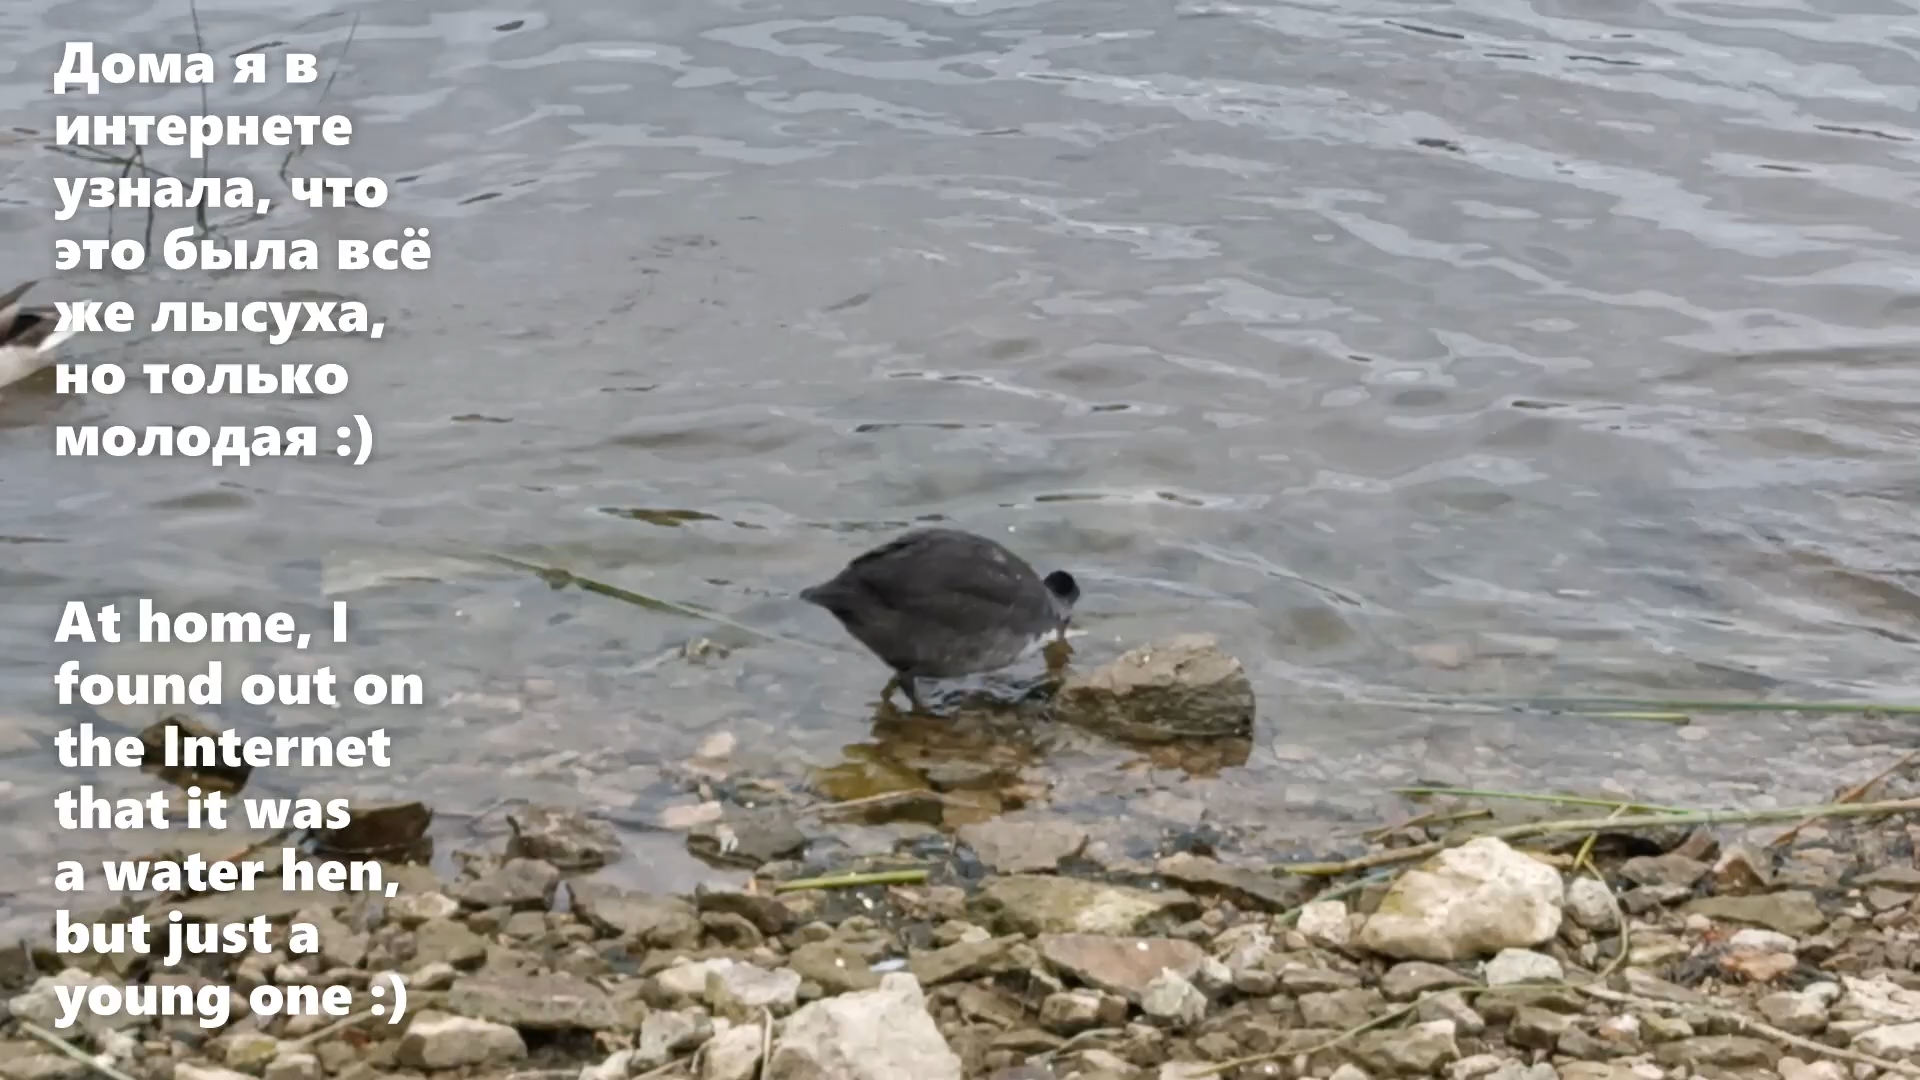 Дома я в
интернете
узнала, что
это была всё
же лысуха,
но только
молодая :)
At home, I
found out on
the Internet
that it was
a water hen,
but just a
young one :)